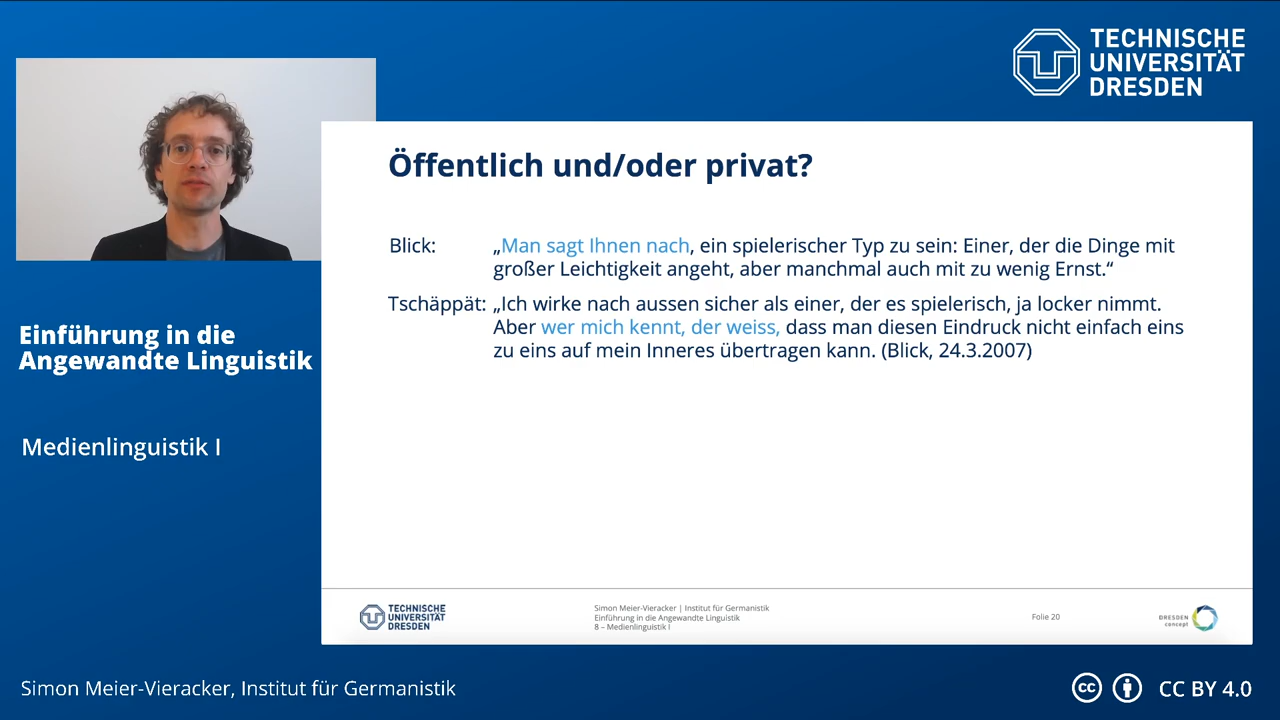 TECHNISCHE
UNIVERSITÄT
DRESDEN
Öffentlich und/oder privat?
Blick: „Man sagt Ihnen nach, ein spielerischer Typ zu sein: Einer, der die Dinge mit
großer Leichtigkeit angeht, aber manchmal auch mit zu wenig Ernst.“
Tschäppät: „Ich wirke nach aussen sicher als einer, der es spielerisch, ja locker nimmt.
Aber wer mich kennt, der weiss, dass man diesen Eindruck nicht einfach eins
zu eins auf mein Inneres übertragen kann. (Blick, 24.3.2007)
Einführung in die
Angewandte Linguistik
Medienlinguistik I
TECHNISCHE
UNIVERSITÄT
DRESDEN
Simon Meier-Vieracker | Institut für Germanistik
Einführung in die Angewandte Linguistik
8 – Medienlinguistik I
Folie 20
DRESDEN
concept
Simon Meier-Vieracker, Institut für Germanistik
cc CC BY 4.0